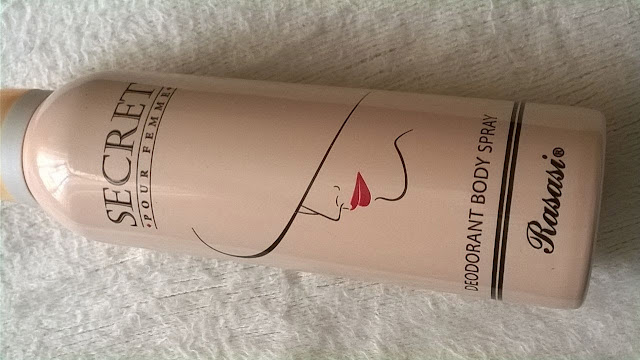 SECRET
•POUR FEMME•
DEODORANT BODY SPRAY
Rasasi®